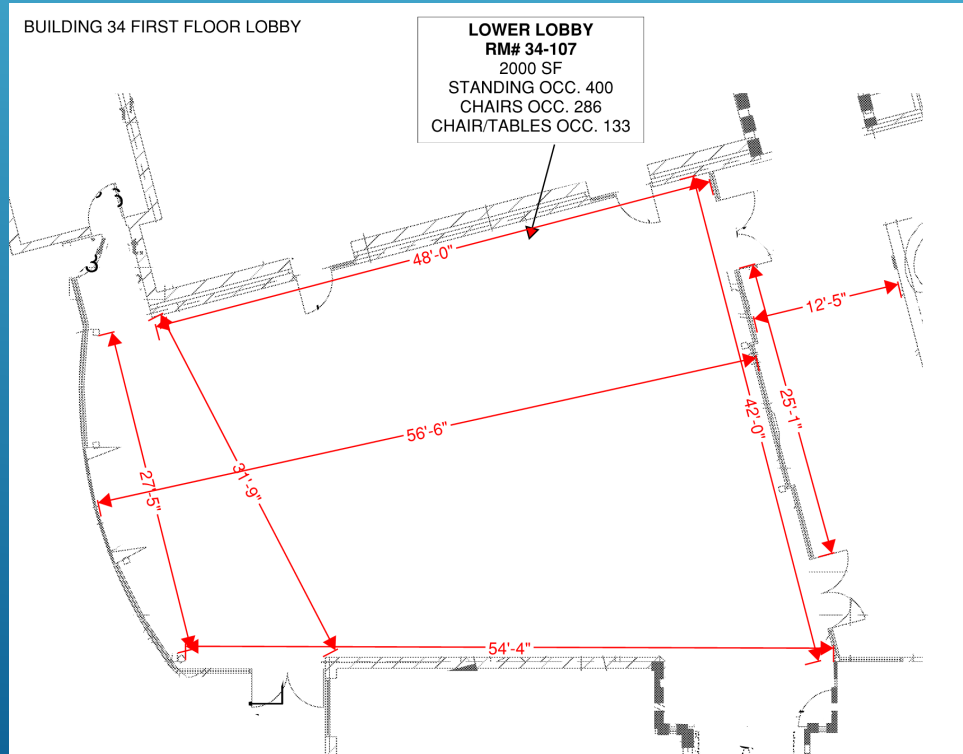 BUILDING 34 FIRST FLOOR LOBBY
LOWER LOBBY
RM# 34-107
2000 SF
STANDING OCC. 400
CHAIRS OCC. 286
CHAIR/TABLES OCC. 133
48'-0"
12'-5"
25'-1"
42'-0"
56'-6"
31'-9"
27'-5"
54'-4"